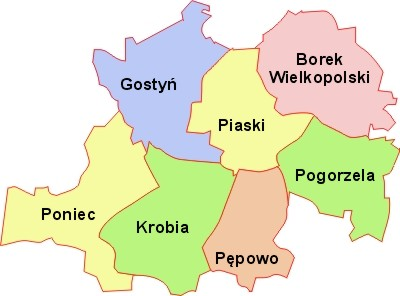 Borek
Wielkopolski
Gostyń
Piaski
Pogorzela
Poniec
Krobia
Pępowo